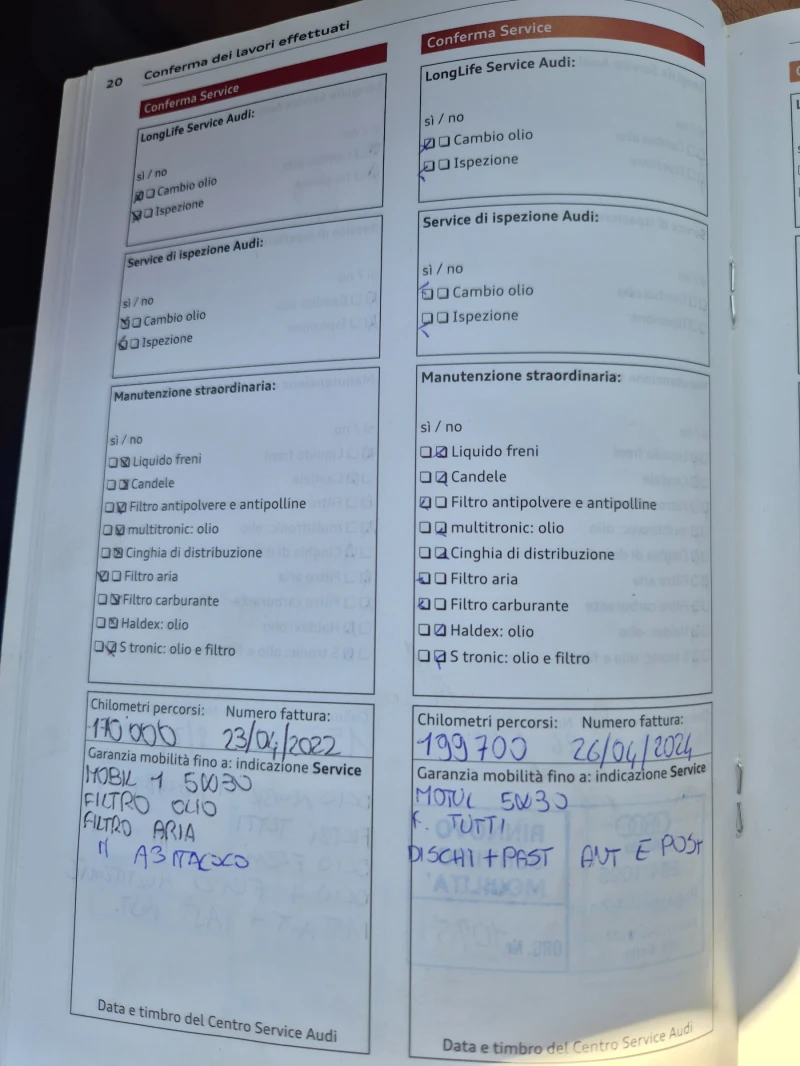 20 Conferma dei lavori effettuati
Conferma Service
LongLife Service Audi:
sì / no
Cambio olio
Ispezione
Service di ispezione Audi:
sì / no
Cambio olio
Ispezione
Manutenzione straordinaria:
sì / no
Liquido freni
Candele
Filtro antipolvere e antipolline
multitronic: olio
Cinghia di distribuzione
Filtro aria
Filtro carburante
Haldex: olio
S tronic: olio e filtro
Chilometri percorsi: Numero fattura:
170'000 23/04/2022
Garanzia mobilità fino a: indicazione Service
MOBIL 1 5W30
FILTRO OLIO
FILTRO ARIA
Data e timbro del Centro Service Audi
Conferma Service
LongLife Service Audi:
sì / no
Cambio olio
Ispezione
Service di ispezione Audi:
sì / no
Cambio olio
Ispezione
Manutenzione straordinaria:
sì / no
Liquido freni
Candele
Filtro antipolvere e antipolline
multitronic: olio
Cinghia di distribuzione
Filtro aria
Filtro carburante
Haldex: olio
S tronic: olio e filtro
Chilometri percorsi: Numero fattura:
199700 26/04/2024
Garanzia mobilità fino a: indicazione Service
MOTUL 5W30
F. TUTTI
DISCHI + PAST ANT E POST
Data e timbro del Centro Service Audi